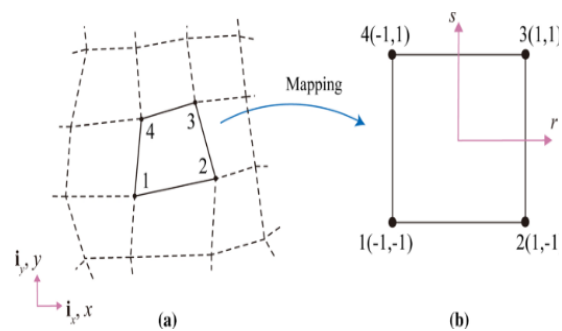 s
4(-1,1)
3(1,1)
Mapping
4
3
r
1
2
1(-1,-1)
2(1,-1
i_y, y
i_x, x
(a)
(b)